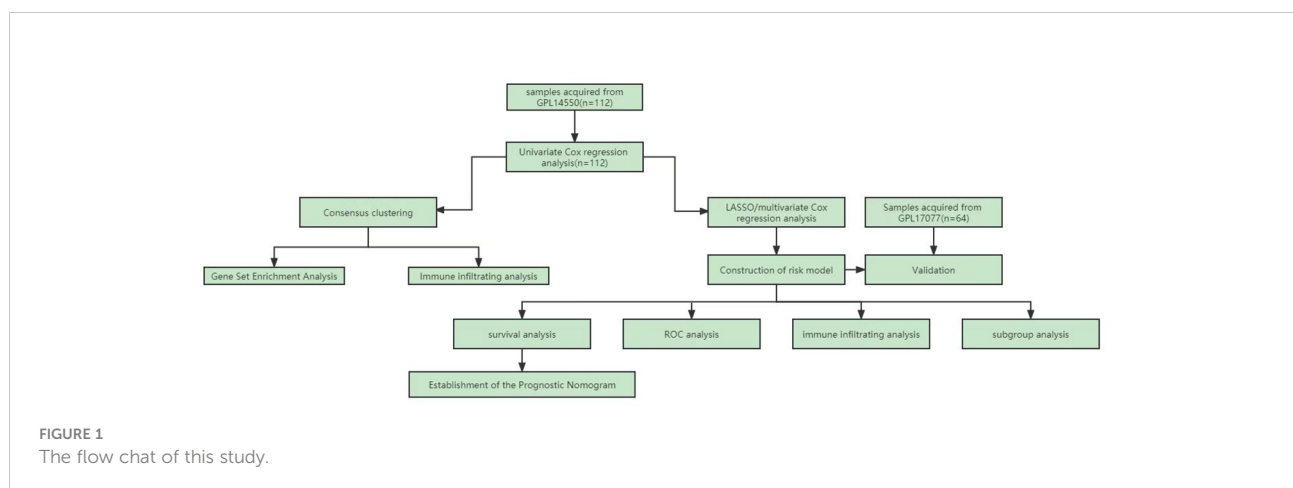 samples acquired from
GPL14550(n=112)
Univariate Cox regression
analysis(n=112)
Consensus clustering
LASSO/multivariate Cox
regression analysis
Samples acquired from
GPL17077(n=64)
Gene Set Enrichment Analysis
Immune infiltrating analysis
Construction of risk model
Validation
survival analysis
ROC analysis
immune infiltrating analysis
subgroup analysis
Establishment of the Prognostic Nomogram
FIGURE 1
The flow chat of this study.